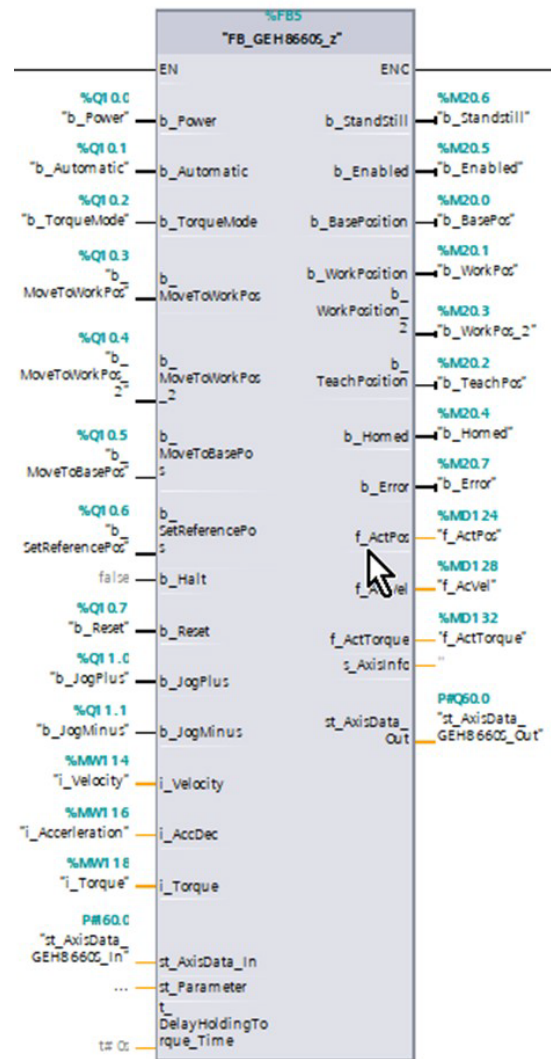 %FB5
"FB_GEH8660S_z"
EN ENO
%Q10.0 %M20.6
"b_Power" b_Power b_StandStill "b_Standstill"
%Q10.1 %M20.5
"b_Automatic" b_Automatic b_Enabled "b_Enabled"
%Q10.2 %M20.0
"b_TorqueMode" b_TorqueMode b_BasePosition "b_BasePos"
%Q10.3 %M20.1
"b_ b_ b_WorkPosition "b_WorkPos"
MoveToWorkPos" MoveToWorkPos b_
WorkPosition_ %M20.3
2 "b_WorkPos_2"
%Q10.4
"b_ b_ b_ %M20.2
MoveToWorkPos_ MoveToWorkPos TeachPosition "b_TeachPos"
2" _2
%Q10.5 %M20.4
"b_ b_ b_Homed "b_Homed"
MoveToBasePos" MoveToBasePo %M20.7
s b_Error "b_Error"
%Q10.6 %MD124
"b_ b_ f_ActPos "f_ActPos"
SetReferencePos" SetReferencePo
s
false b_Halt %MD128
f_ActVel "f_AcVel"
%Q10.7 %MD132
"b_Reset" b_Reset f_ActTorque "f_ActTorque"
s_AxisInfo "
%Q11.0
"b_JogPlus" b_JogPlus P#Q60.0
%Q11.1 st_AxisData_ "st_AxisData_
"b_JogMinus" b_JogMinus Out GEH8660S_Out"
%MW114
"i_Velocity" i_Velocity
%MW116
"i_Accerleration" i_AccDec
%MW118
"i_Torque" i_Torque
P#I60.0
"st_AxisData_
GEH8660S_In" st_AxisData_In
... st_Parameter
t_
DelayHoldingTo
t# 0s rque_Time